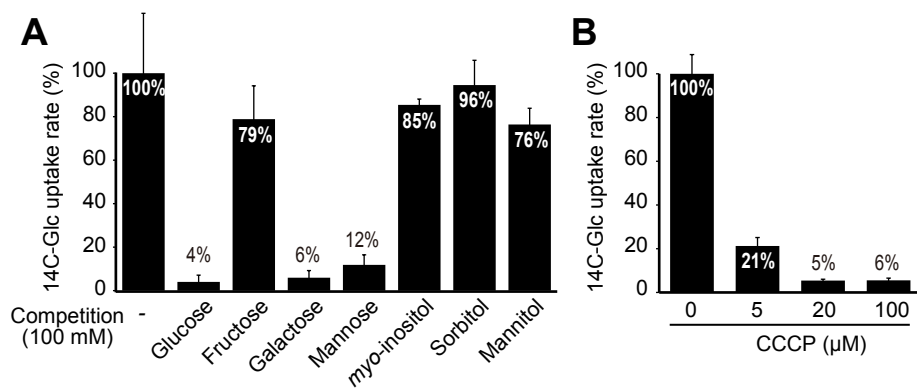 A
14C-Glc uptake rate (%)
100
80
60
40
20
0
100%
4%
79%
6%
12%
85%
96%
76%
Competition
(100 mM)
-
Glucose
Fructose
Galactose
Mannose
myo-inositol
Sorbitol
Mannitol
B
14C-Glc uptake rate (%)
100
80
60
40
20
0
100%
21%
5%
6%
0 5 20 100
CCCP (µM)